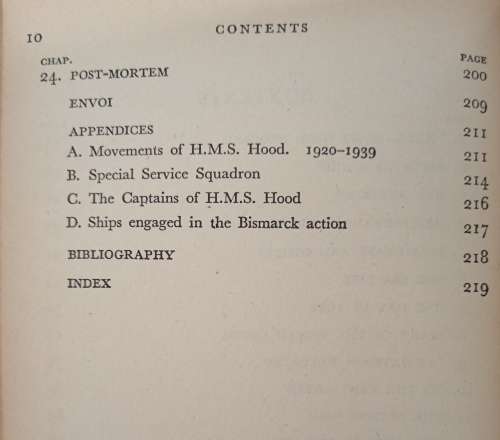 10 CONTENTS
CHAP. PAGE
24. POST-MORTEM 200
ENVOI 209
APPENDICES 211
A. Movements of H.M.S. Hood. 1920–1939 211
B. Special Service Squadron 214
C. The Captains of H.M.S. Hood 216
D. Ships engaged in the Bismarck action 217
BIBLIOGRAPHY 218
INDEX 219